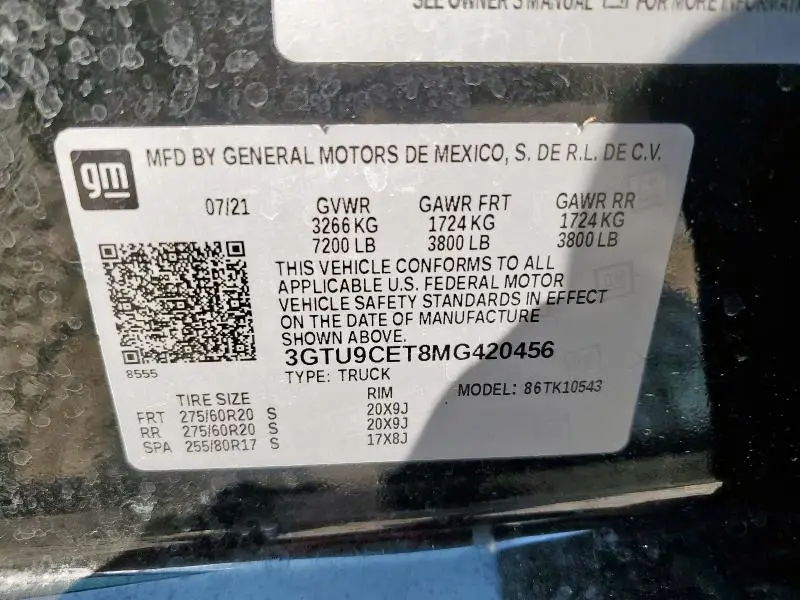 SEE OWNER'S MANUAL FOR MORE INFORMATION
gm MFD BY GENERAL MOTORS DE MEXICO, S. DE R.L. DE C.V.
07/21 GVWR GAWR FRT GAWR RR
3266 KG 1724 KG 1724 KG
7200 LB 3800 LB 3800 LB
THIS VEHICLE CONFORMS TO ALL
APPLICABLE U.S. FEDERAL MOTOR
VEHICLE SAFETY STANDARDS IN EFFECT
ON THE DATE OF MANUFACTURE
SHOWN ABOVE.
3GTU9CET8MG420456
8555 TYPE: TRUCK MODEL: 86TK10543
TIRE SIZE RIM
FRT 275/60R20 S 20X9J
RR 275/60R20 S 20X9J
SPA 255/80R17 S 17X8J